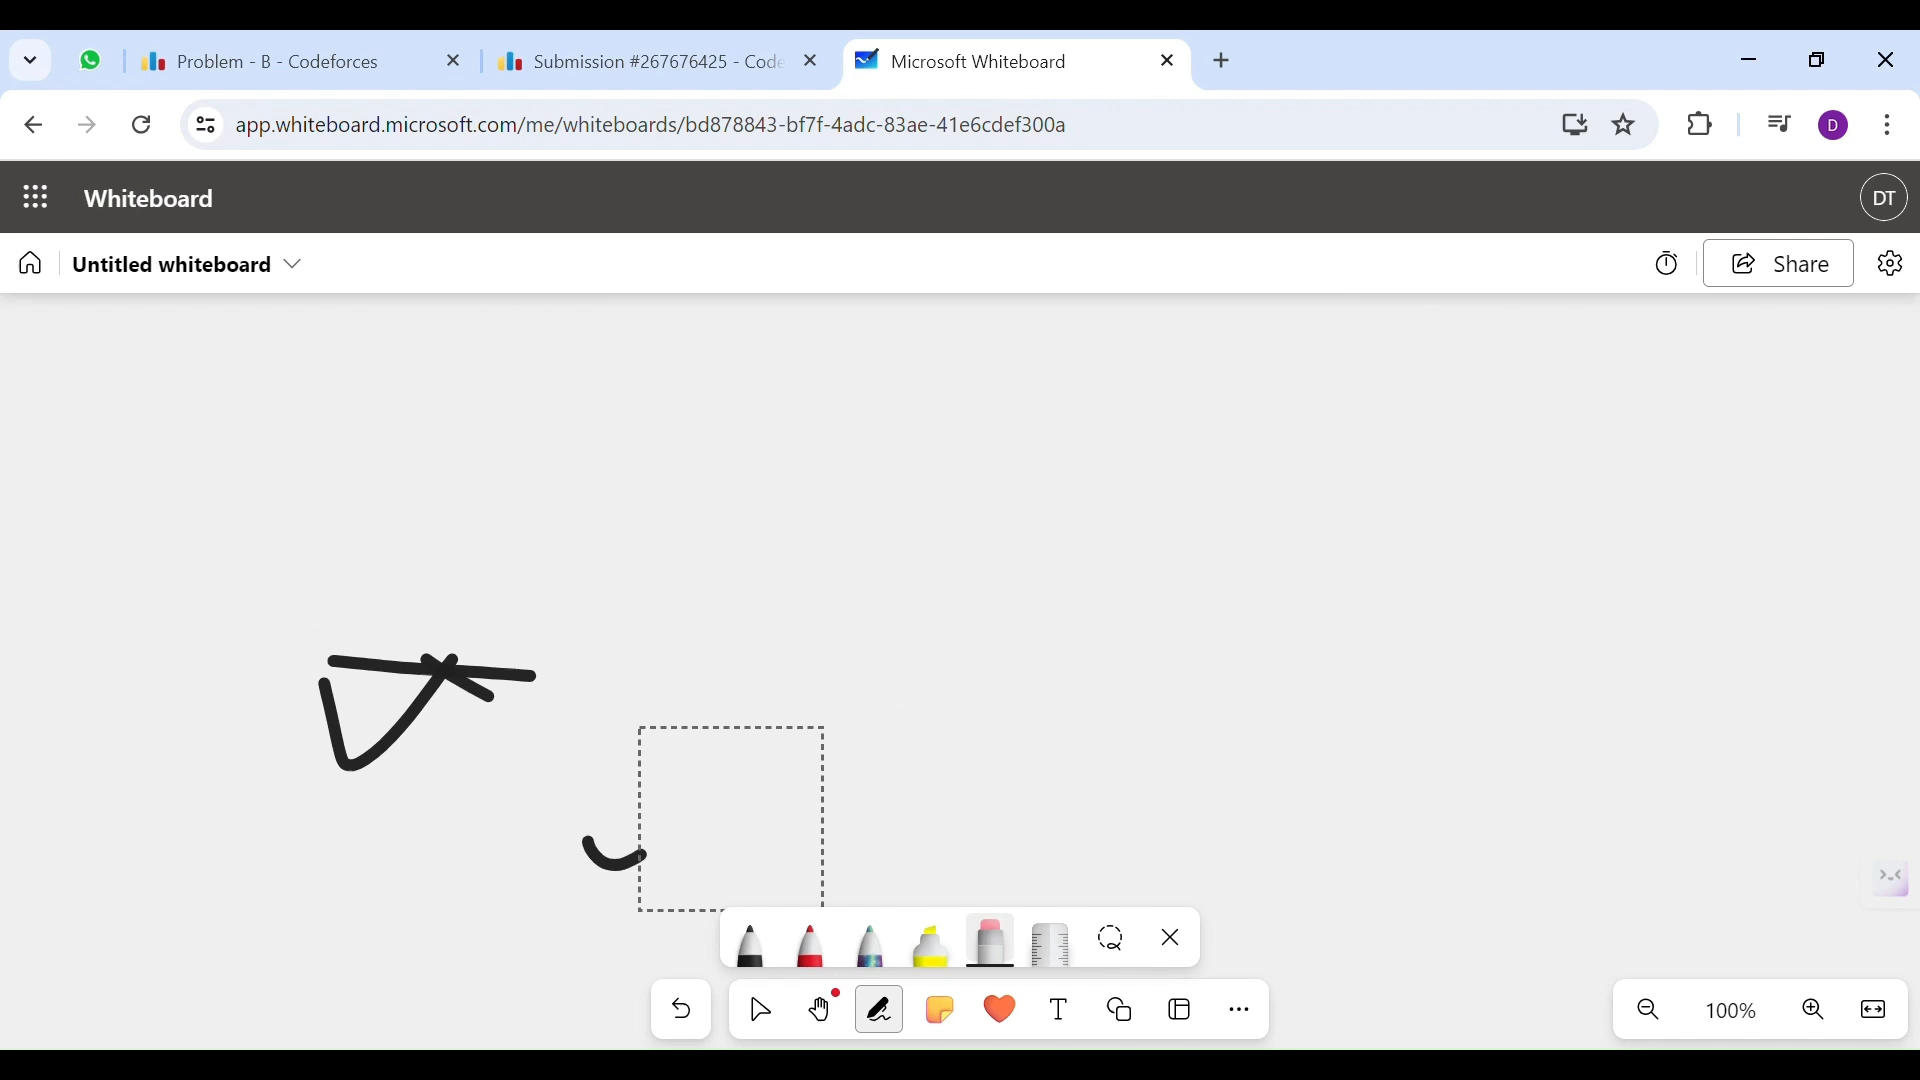 Problem - B - Codeforces
Submission #267676425 - Code
Microsoft Whiteboard
app.whiteboard.microsoft.com/me/whiteboards/bd878843-bf7f-4adc-83ae-41e6cdef300a
D
Whiteboard
DT
Untitled whiteboard
Share
T
100%